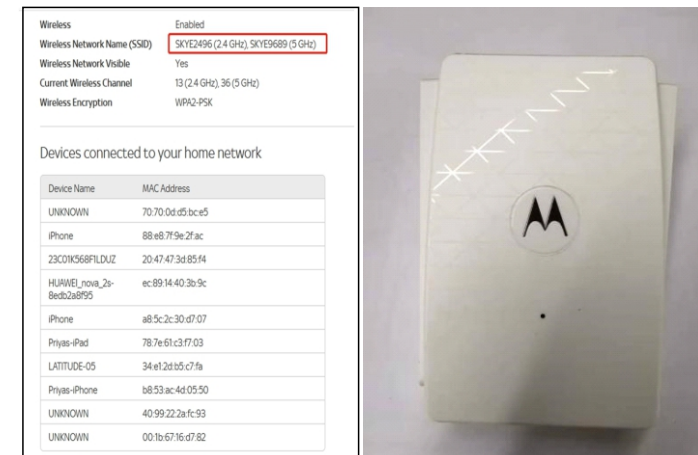 Wireless Enabled
Wireless Network Name (SSID) SKYE2496 (2.4 GHz), SKYE9689 (5 GHz)
Wireless Network Visible Yes
Current Wireless Channel 13 (2.4 GHz), 36 (5 GHz)
Wireless Encryption WPA2-PSK
Devices connected to your home network
Device Name MAC Address
UNKNOWN 70:70:0d:d5:bc:e5
iPhone 88:e8:7f:9e:2f:ac
23C01K568F1LDUZ 20:47:47:3d:85:f4
HUAWEI_nova_2s- ec:89:14:40:3b:9c
8edb2a8f95
iPhone a8:5c:2c:30:d7:07
Priyas-iPad 78:7e:61:c3:f7:03
LATITUDE-05 34:e1:2d:b5:c7:fa
Priyas-iPhone b8:53:ac:4d:05:50
UNKNOWN 40:99:22:2a:fc:93
UNKNOWN 00:1b:67:16:d7:82